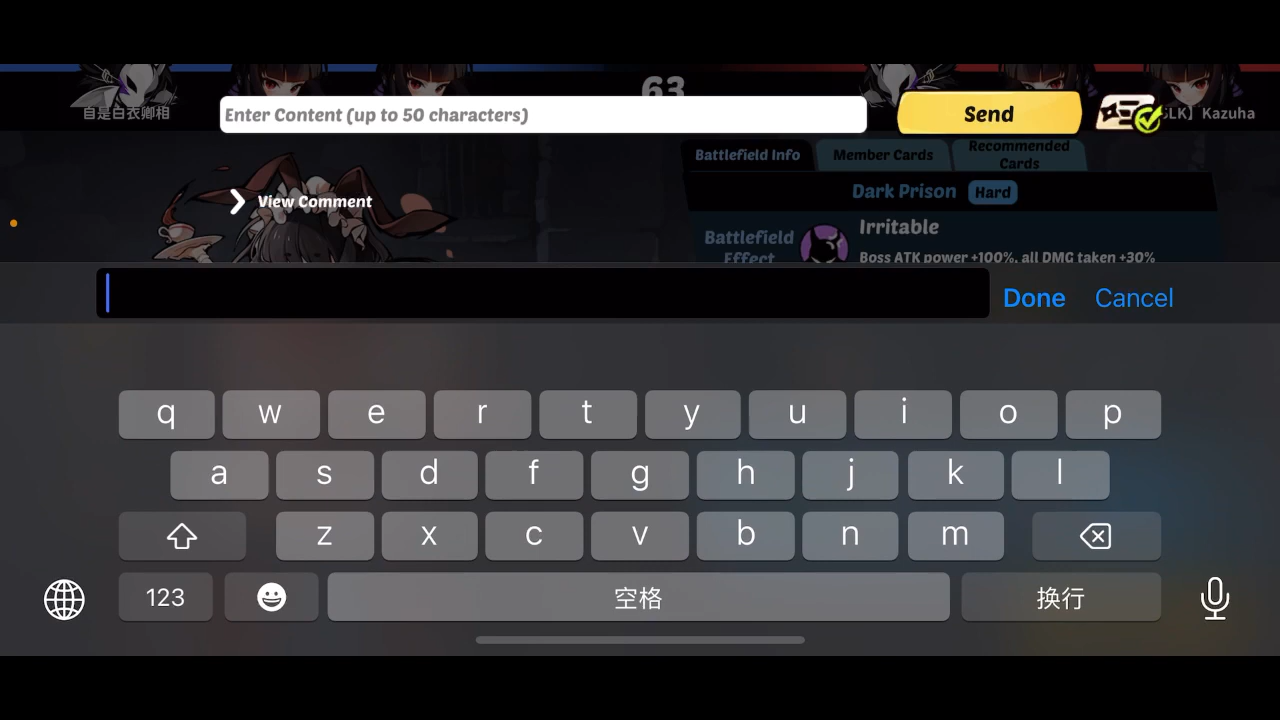 63
自是白衣卿相
Enter Content (up to 50 characters)
Send
LK】Kazuha
Battlefield Info
Member Cards
Recommended
Cards
Dark Prison
Hard
View Comment
Battlefield
Effect
Irritable
Boss ATK power +100%, all DMG taken +30%
Done
Cancel
q w e r t y u i o p
a s d f g h j k l
z x c v b n m
123
空格
换行